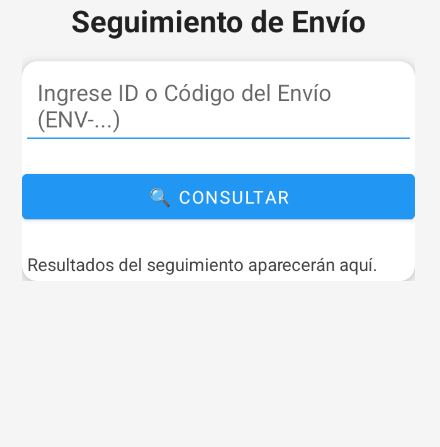 Seguimiento de Envío
Ingrese ID o Código del Envío
(ENV-...)
🔍 CONSULTAR
Resultados del seguimiento aparecerán aquí.